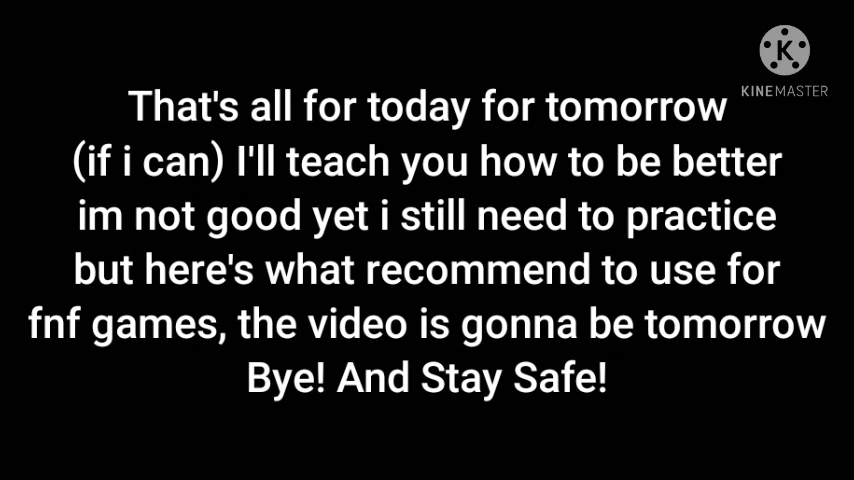 K
KINEMASTER
That's all for today for tomorrow
(if i can) I'll teach you how to be better
im not good yet i still need to practice
but here's what recommend to use for
fnf games, the video is gonna be tomorrow
Bye! And Stay Safe!